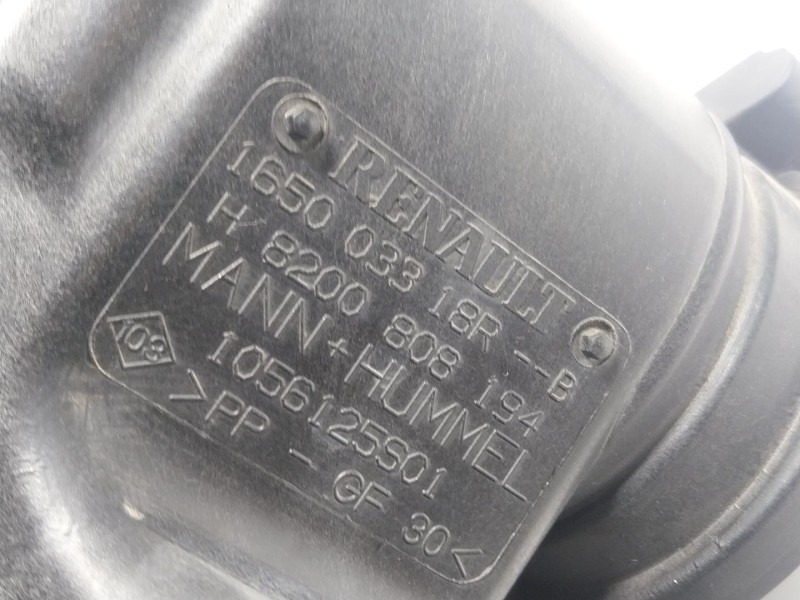 RENAULT
1650 033 18R --B
H/ 8200 808 194
MANN+HUMMEL
1056125S01
103
>PP - GF 30<